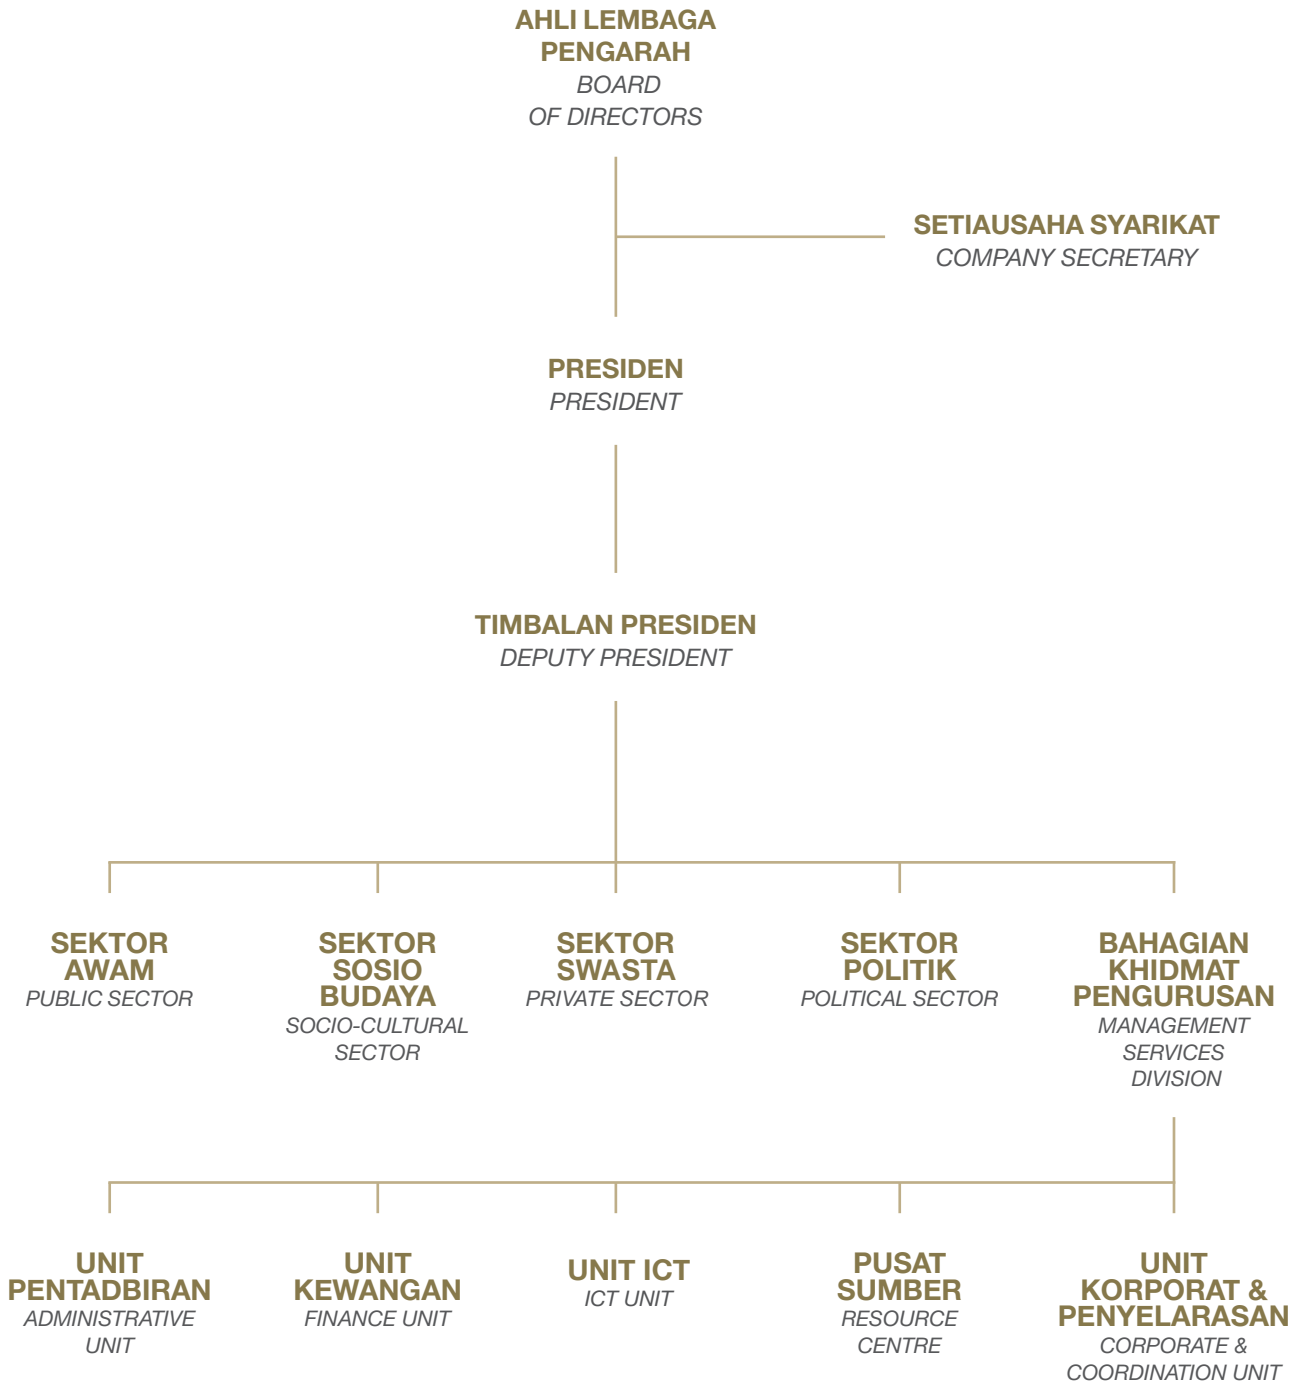 AHLI LEMBAGA
PENGARAH
BOARD
OF DIRECTORS
SETIAUSAHA SYARIKAT
COMPANY SECRETARY
PRESIDEN
PRESIDENT
TIMBALAN PRESIDEN
DEPUTY PRESIDENT
SEKTOR
AWAM
PUBLIC SECTOR
SEKTOR
SOSIO
BUDAYA
SOCIO-CULTURAL
SECTOR
SEKTOR
SWASTA
PRIVATE SECTOR
SEKTOR
POLITIK
POLITICAL SECTOR
BAHAGIAN
KHIDMAT
PENGURUSAN
MANAGEMENT
SERVICES
DIVISION
UNIT
PENTADBIRAN
ADMINISTRATIVE
UNIT
UNIT
KEWANGAN
FINANCE UNIT
UNIT ICT
ICT UNIT
PUSAT
SUMBER
RESOURCE
CENTRE
UNIT
KORPORAT &
PENYELARASAN
CORPORATE &
COORDINATION UNIT